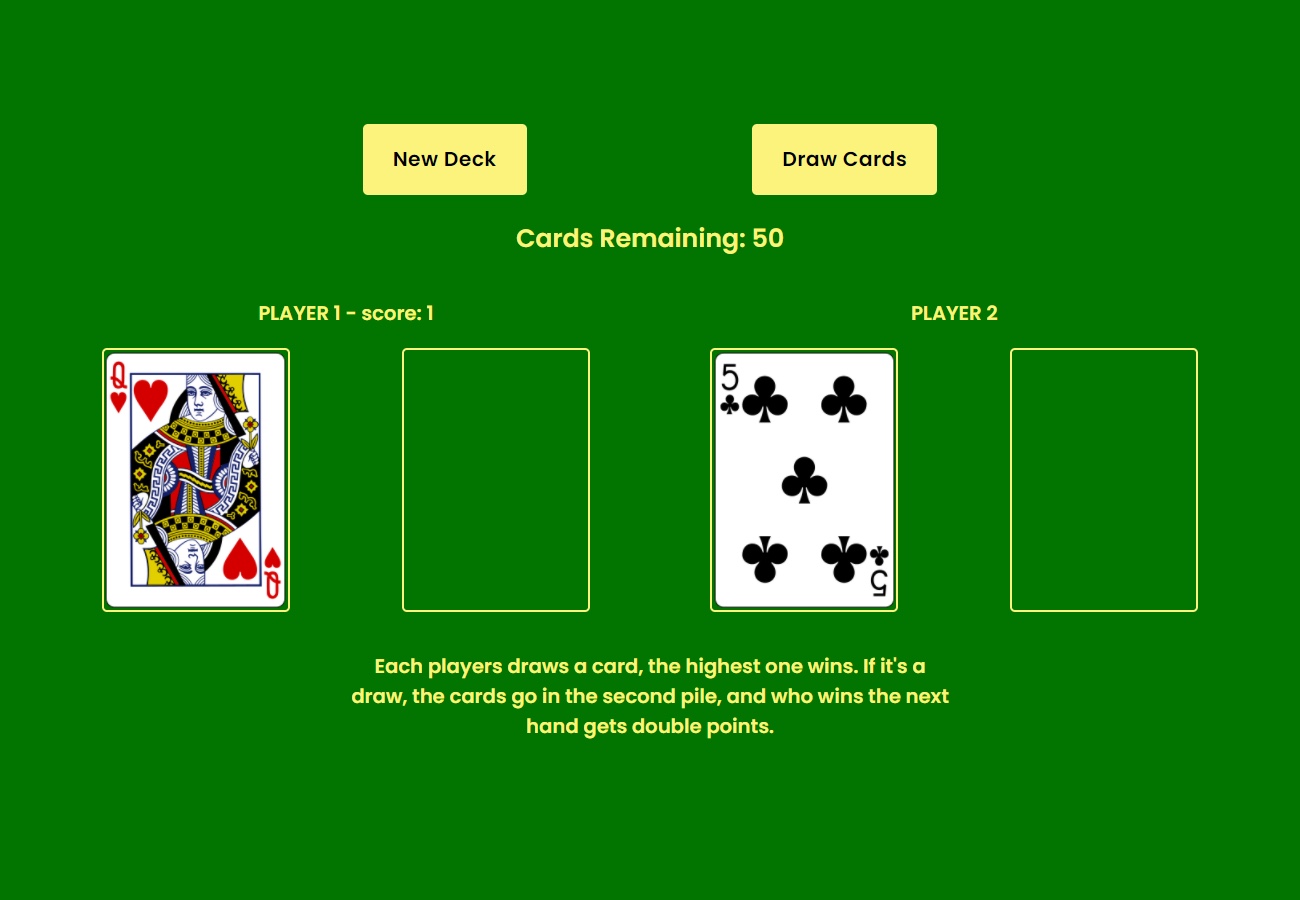 New Deck
Draw Cards
Cards Remaining: 50
PLAYER 1 - score: 1
PLAYER 2
Q
Q
5
5
Each players draws a card, the highest one wins. If it's a
draw, the cards go in the second pile, and who wins the next
hand gets double points.